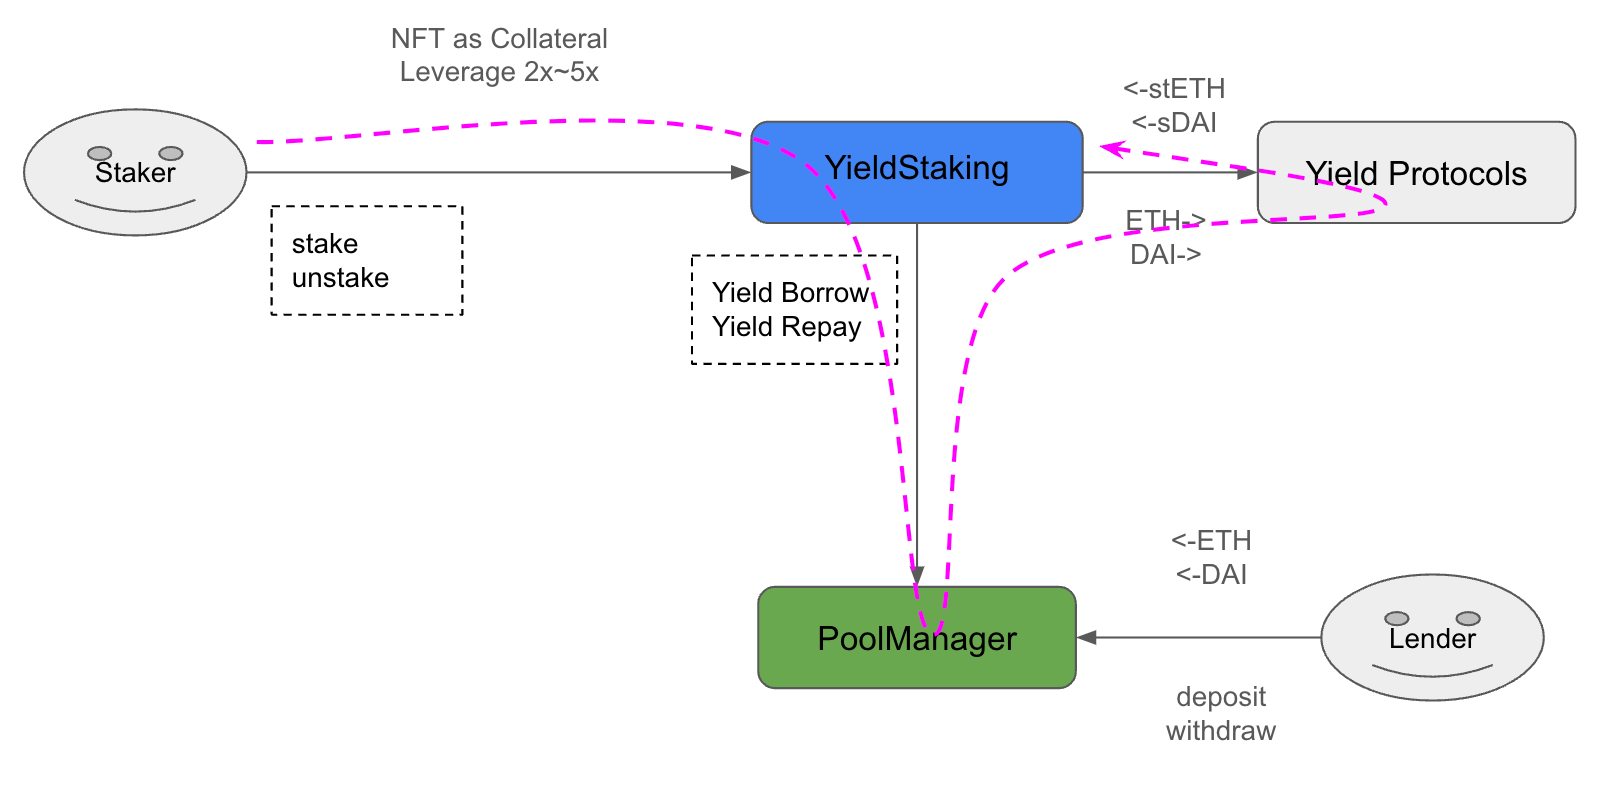 NFT as Collateral
Leverage 2x~5x
<-stETH
<-sDAI
Staker
YieldStaking
Yield Protocols
stake
unstake
ETH->
DAI->
Yield Borrow
Yield Repay
<-ETH
<-DAI
PoolManager
Lender
deposit
withdraw